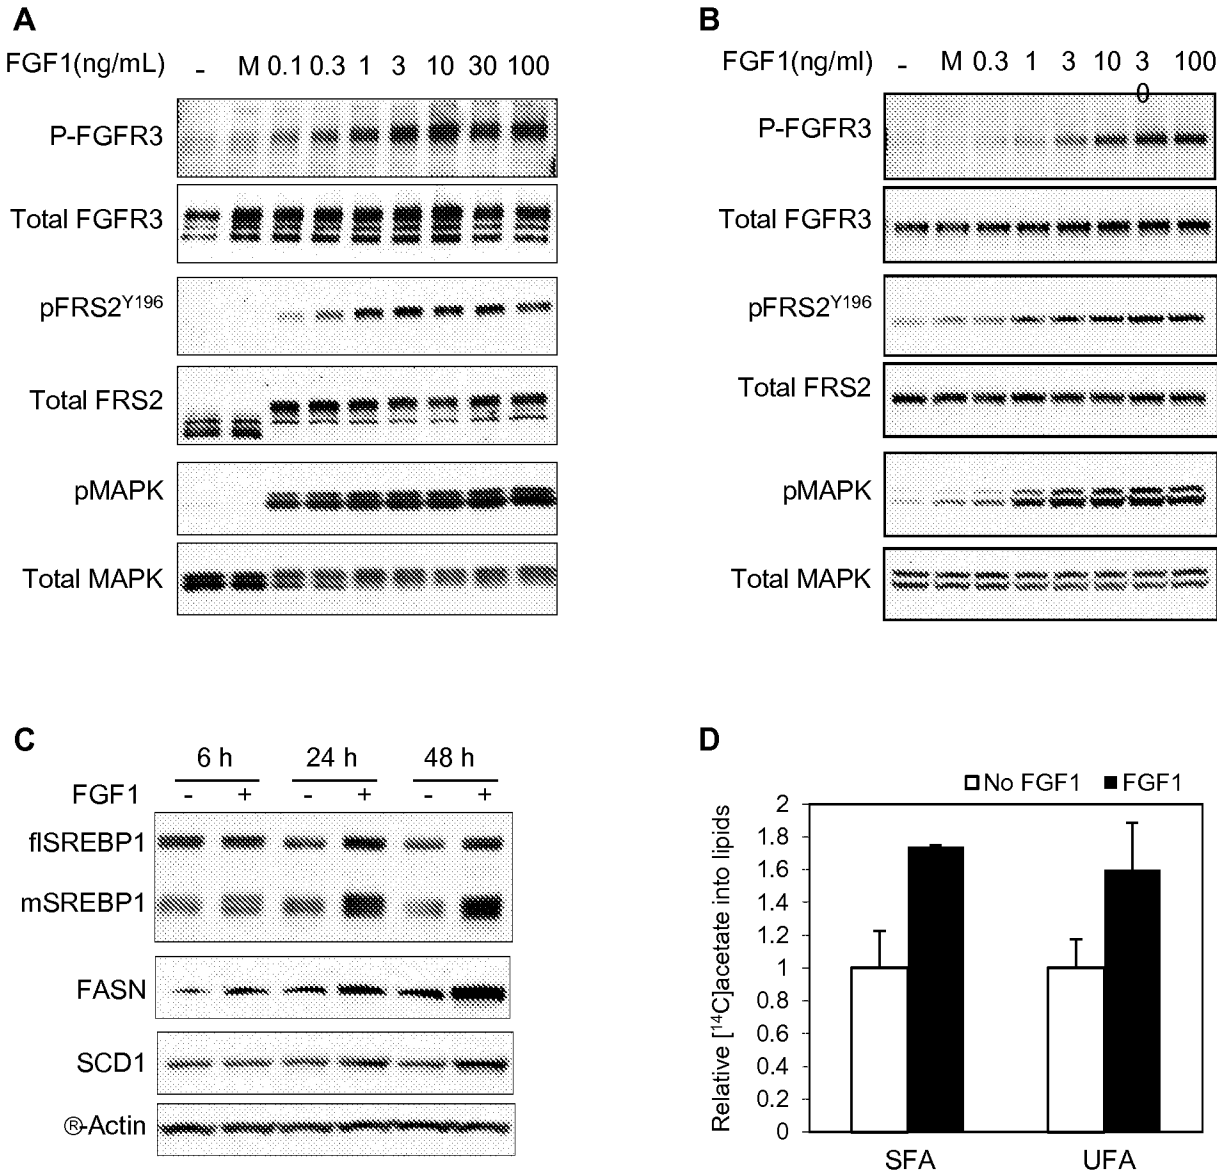 A
FGF1(ng/mL) - M 0.1 0.3 1 3 10 30 100
P-FGFR3
Total FGFR3
pFRS2Y196
Total FRS2
pMAPK
Total MAPK
B
FGF1(ng/ml) - M 0.3 1 3 10 3 100
0
P-FGFR3
Total FGFR3
pFRS2Y196
Total FRS2
pMAPK
Total MAPK
C
6 h 24 h 48 h
FGF1 - + - + - +
flSREBP1
mSREBP1
FASN
SCD1
®-Actin
D
No FGF1 FGF1
Relative [14C]acetate into lipids
2
1.8
1.6
1.4
1.2
1
0.8
0.6
0.4
0.2
0
SFA UFA